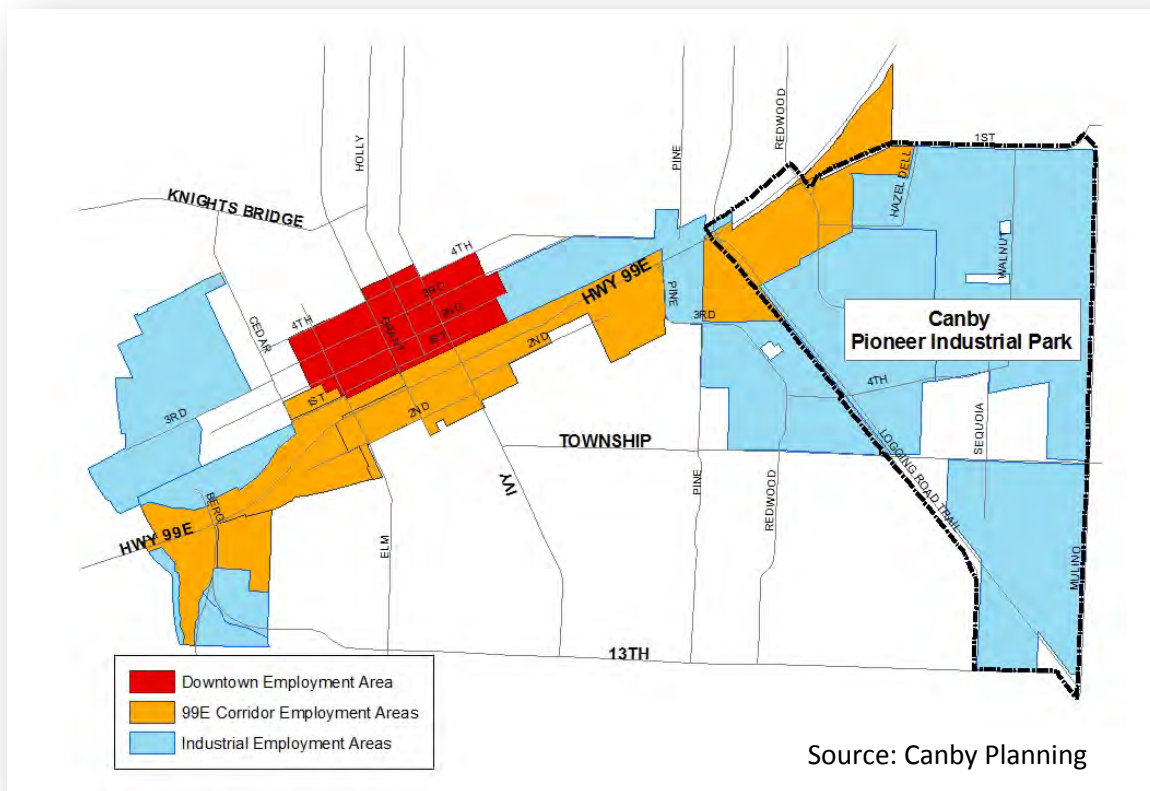 1ST
REDWOOD
PINE
HOLLY
HAZEL DELL
KNIGHTS BRIDGE
4TH
WALNUT
HWY 99E
3RD
2ND
PINE
3RD
CEDAR
4TH
GRANT
1ST
2ND
Canby
Pioneer Industrial Park
4TH
1ST
2ND
3RD
SEQUOIA
TOWNSHIP
LOGGING ROAD TRAIL
IVY
PINE
REDWOOD
BERG
HWY 99E
ELM
MULINO
13TH
Downtown Employment Area
99E Corridor Employment Areas
Industrial Employment Areas
Source: Canby Planning